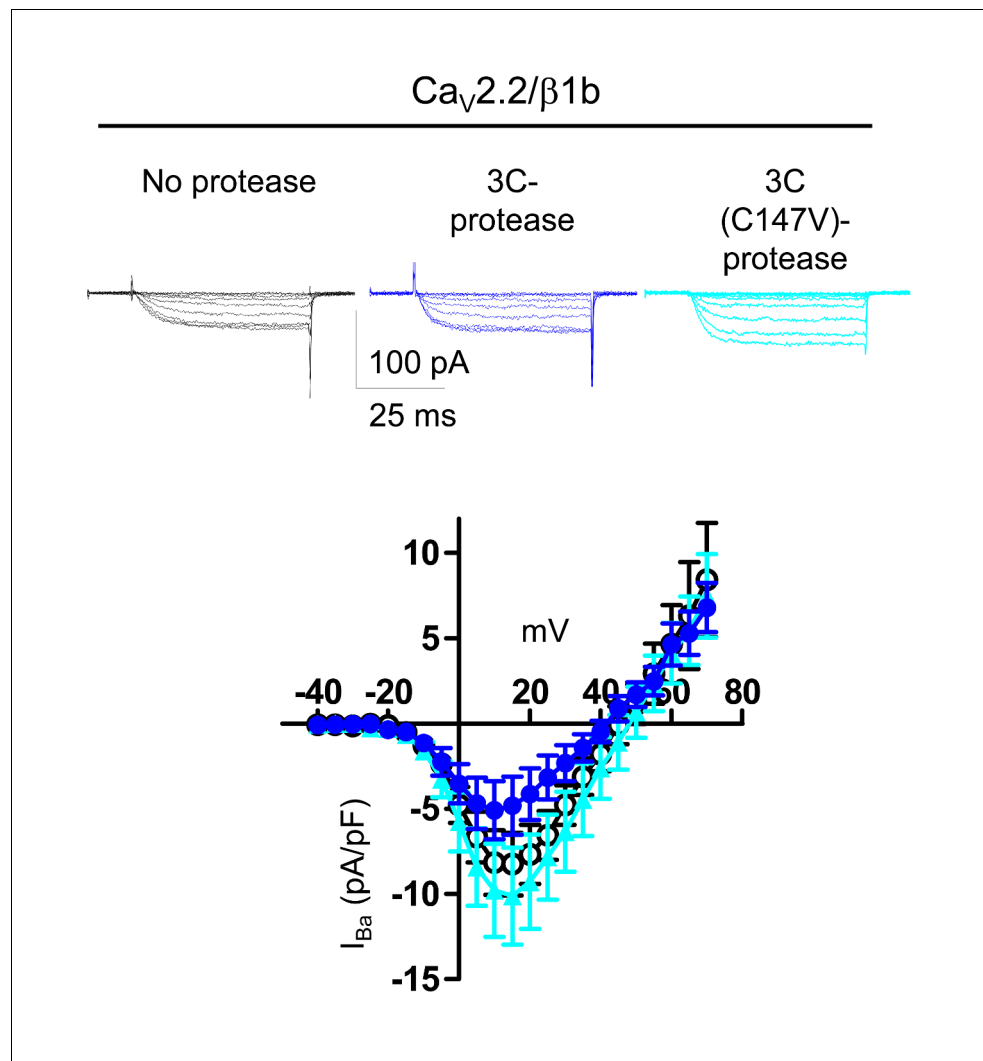 CaV2.2/β1b
No protease
3C-
protease
3C
(C147V)-
protease
100 pA
25 ms
10
5
mV
-40 -20 20 40 60 80
-5
-10
-15
IBa (pA/pF)